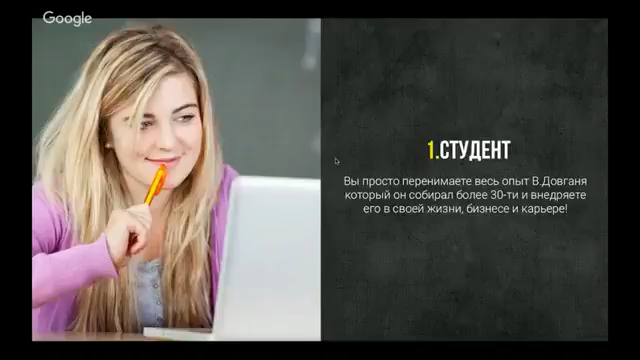 Google
1.СТУДЕНТ
Вы просто перенимаете весь опыт В.Довганя
который он собирал более 30-ти и внедряете
его в своей жизни, бизнесе и карьере!